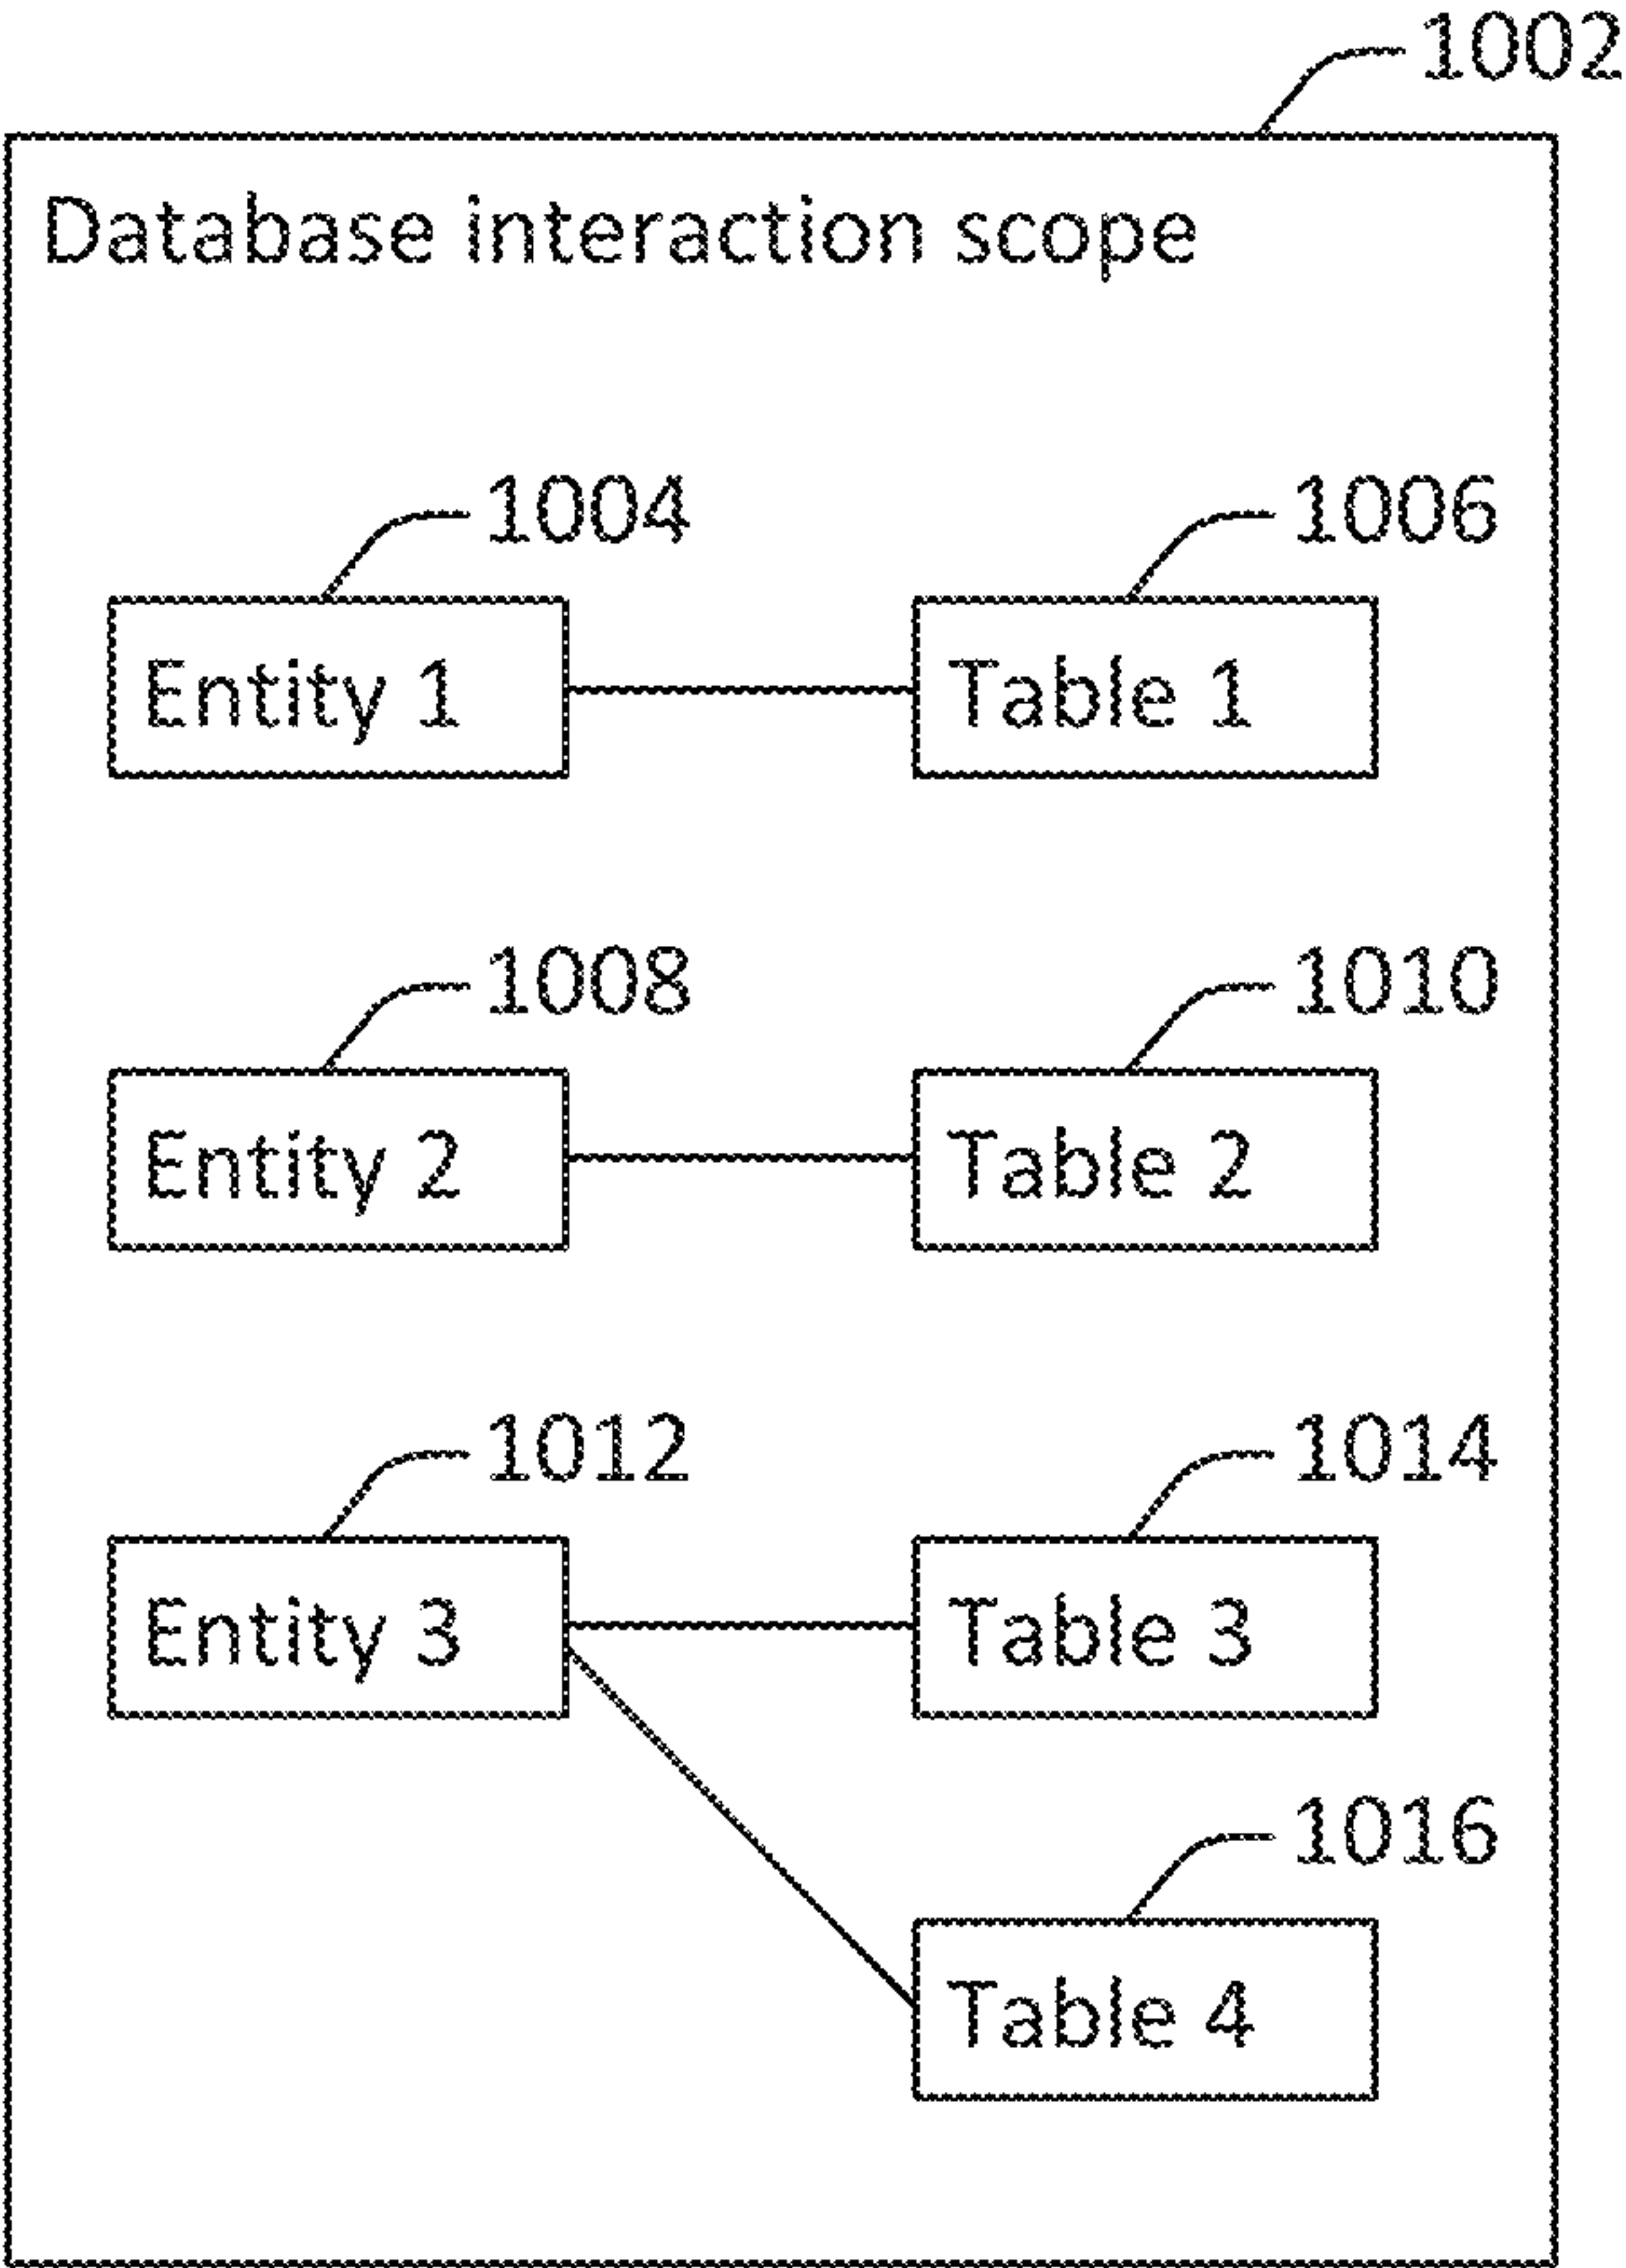 1002
Database interaction scope
1004
1006
Entity 1
Table 1
1008
1010
Entity 2
Table 2
1012
1014
Entity 3
Table 3
1016
Table 4